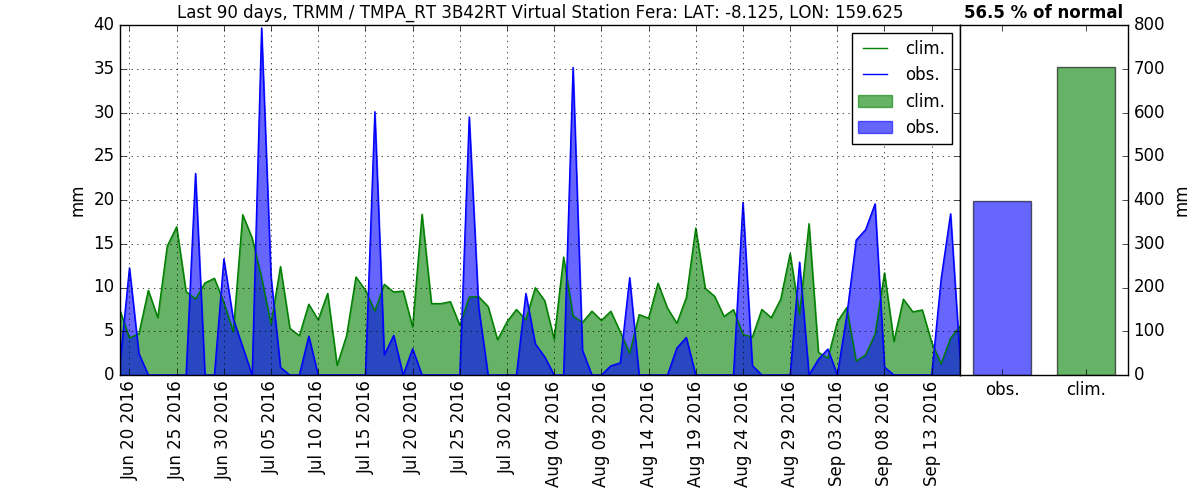 Last 90 days, TRMM / TMPA_RT 3B42RT Virtual Station Fera: LAT: -8.125, LON: 159.625
56.5 % of normal
40
35
30
25
20
15
10
5
0
mm
clim.
obs.
clim.
obs.
800
700
600
500
400
300
200
100
0
mm
Jun 20 2016
Jun 25 2016
Jun 30 2016
Jul 05 2016
Jul 10 2016
Jul 15 2016
Jul 20 2016
Jul 25 2016
Jul 30 2016
Aug 04 2016
Aug 09 2016
Aug 14 2016
Aug 19 2016
Aug 24 2016
Aug 29 2016
Sep 03 2016
Sep 08 2016
Sep 13 2016
obs.
clim.